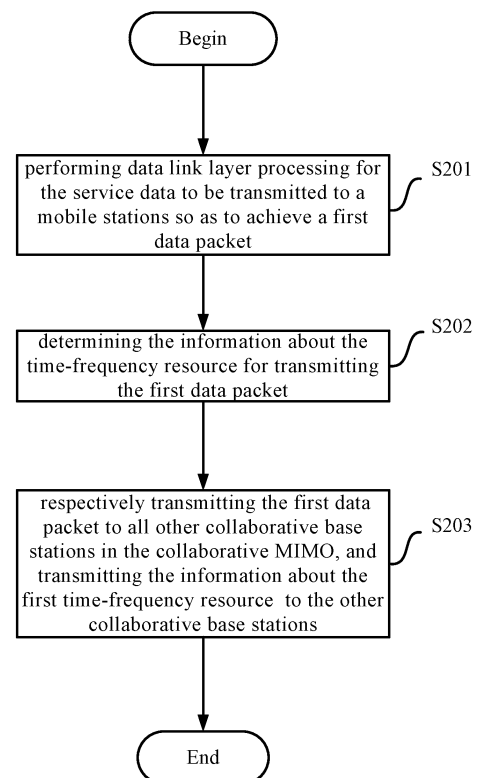 Begin
performing data link layer processing for
the service data to be transmitted to a
mobile stations so as to achieve a first
data packet
S201
determining the information about the
time-frequency resource for transmitting
the first data packet
S202
respectively transmitting the first data
packet to all other collaborative base
stations in the collaborative MIMO, and
transmitting the information about the
first time-frequency resource to the other
collaborative base stations
S203
End